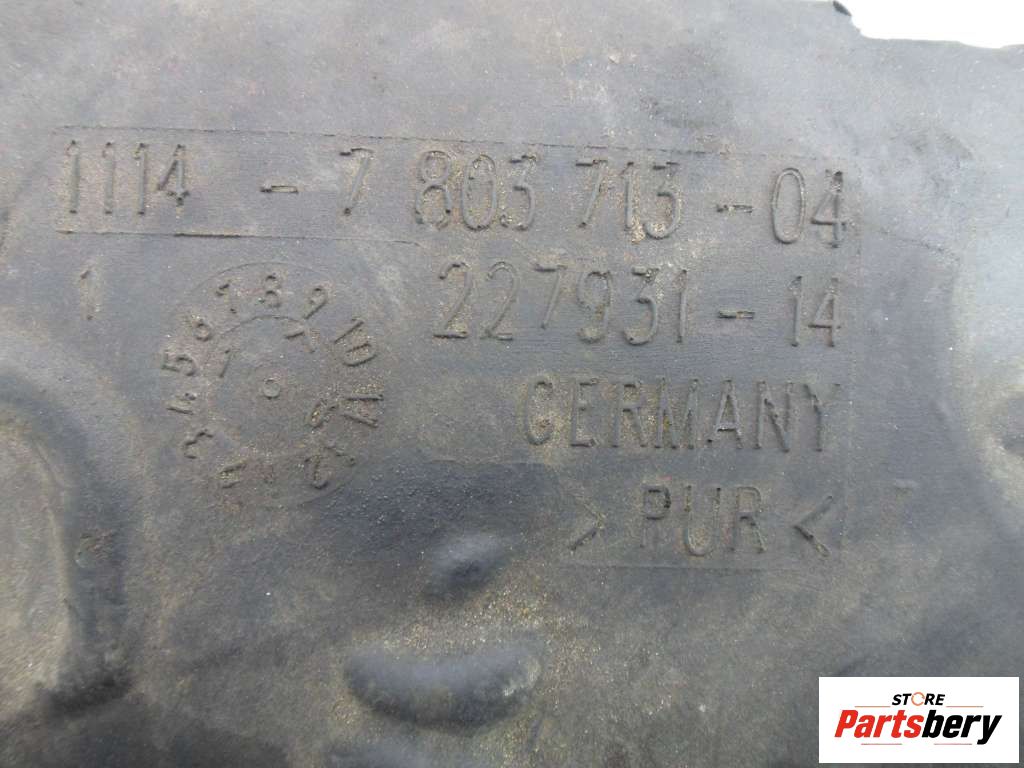 1114 - 7 803 713 - 04
1
227931 - 14
GERMANY
> PUR <
STORE
Partsbery